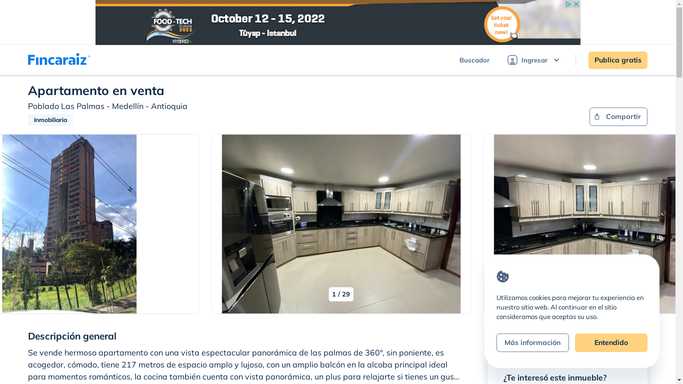 October 12 - 15, 2022
FOOD-TECH
Tüyap - Istanbul
Get your ticket now!
Fincaraiz
Buscador
Ingresar
Publica gratis
Apartamento en venta
Poblado Las Palmas - Medellín - Antioquia
Inmobiliaria
Compartir
1 / 29
Utilizamos cookies para mejorar tu experiencia en
nuestro sitio web. Al continuar en el sitio
consideramos que aceptas su uso.
Más información
Entendido
Descripción general
Se vende hermoso apartamento con una vista espectacular panorámica de las palmas de 360°, sin poniente, es
acogedor, cómodo, tiene 217 metros de espacio amplio y lujoso, con un amplio balcón en la alcoba principal ideal
para momentos románticos, la cocina también cuenta con vista panorámica, un plus para relajarte si tienes un gus...
¿Te interesó este inmueble?